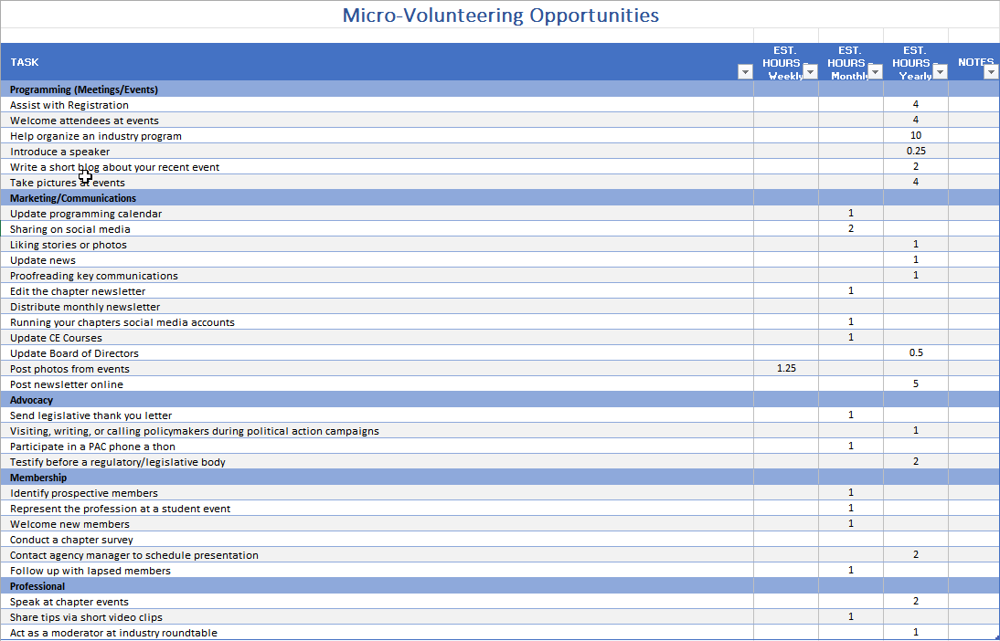 Micro-Volunteering Opportunities
TASK EST. HOURS – Weekly EST. HOURS – Monthly EST. HOURS – Yearly NOTES
Programming (Meetings/Events)
Assist with Registration 4
Welcome attendees at events 4
Help organize an industry program 10
Introduce a speaker 0.25
Write a short blog about your recent event 2
Take pictures at events 4
Marketing/Communications
Update programming calendar 1
Sharing on social media 2
Liking stories or photos 1
Update news 1
Proofreading key communications 1
Edit the chapter newsletter 1
Distribute monthly newsletter
Running your chapters social media accounts 1
Update CE Courses 1
Update Board of Directors 0.5
Post photos from events 1.25
Post newsletter online 5
Advocacy
Send legislative thank you letter 1
Visiting, writing, or calling policymakers during political action campaigns 1
Participate in a PAC phone a thon 1
Testify before a regulatory/legislative body 2
Membership
Identify prospective members 1
Represent the profession at a student event 1
Welcome new members 1
Conduct a chapter survey
Contact agency manager to schedule presentation 2
Follow up with lapsed members 1
Professional
Speak at chapter events 2
Share tips via short video clips 1
Act as a moderator at industry roundtable 1